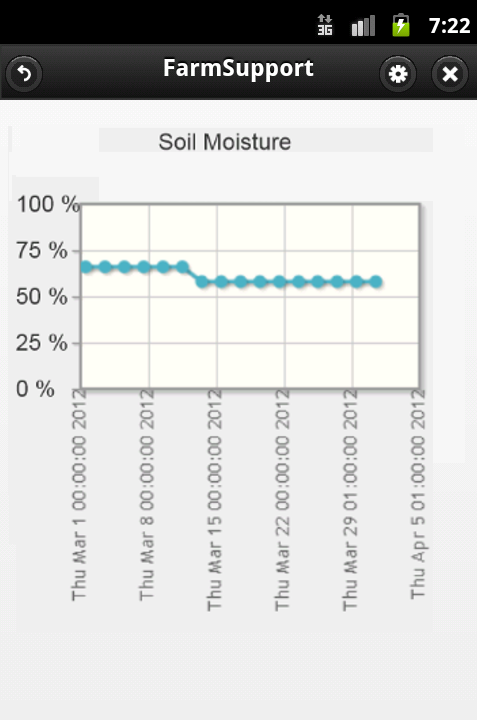 3G 7:22
FarmSupport
Soil Moisture
100 %
75 %
50 %
25 %
0 %
Thu Mar 1 00:00:00 2012
Thu Mar 8 00:00:00 2012
Thu Mar 15 00:00:00 2012
Thu Mar 22 00:00:00 2012
Thu Mar 29 01:00:00 2012
Thu Apr 5 01:00:00 2012